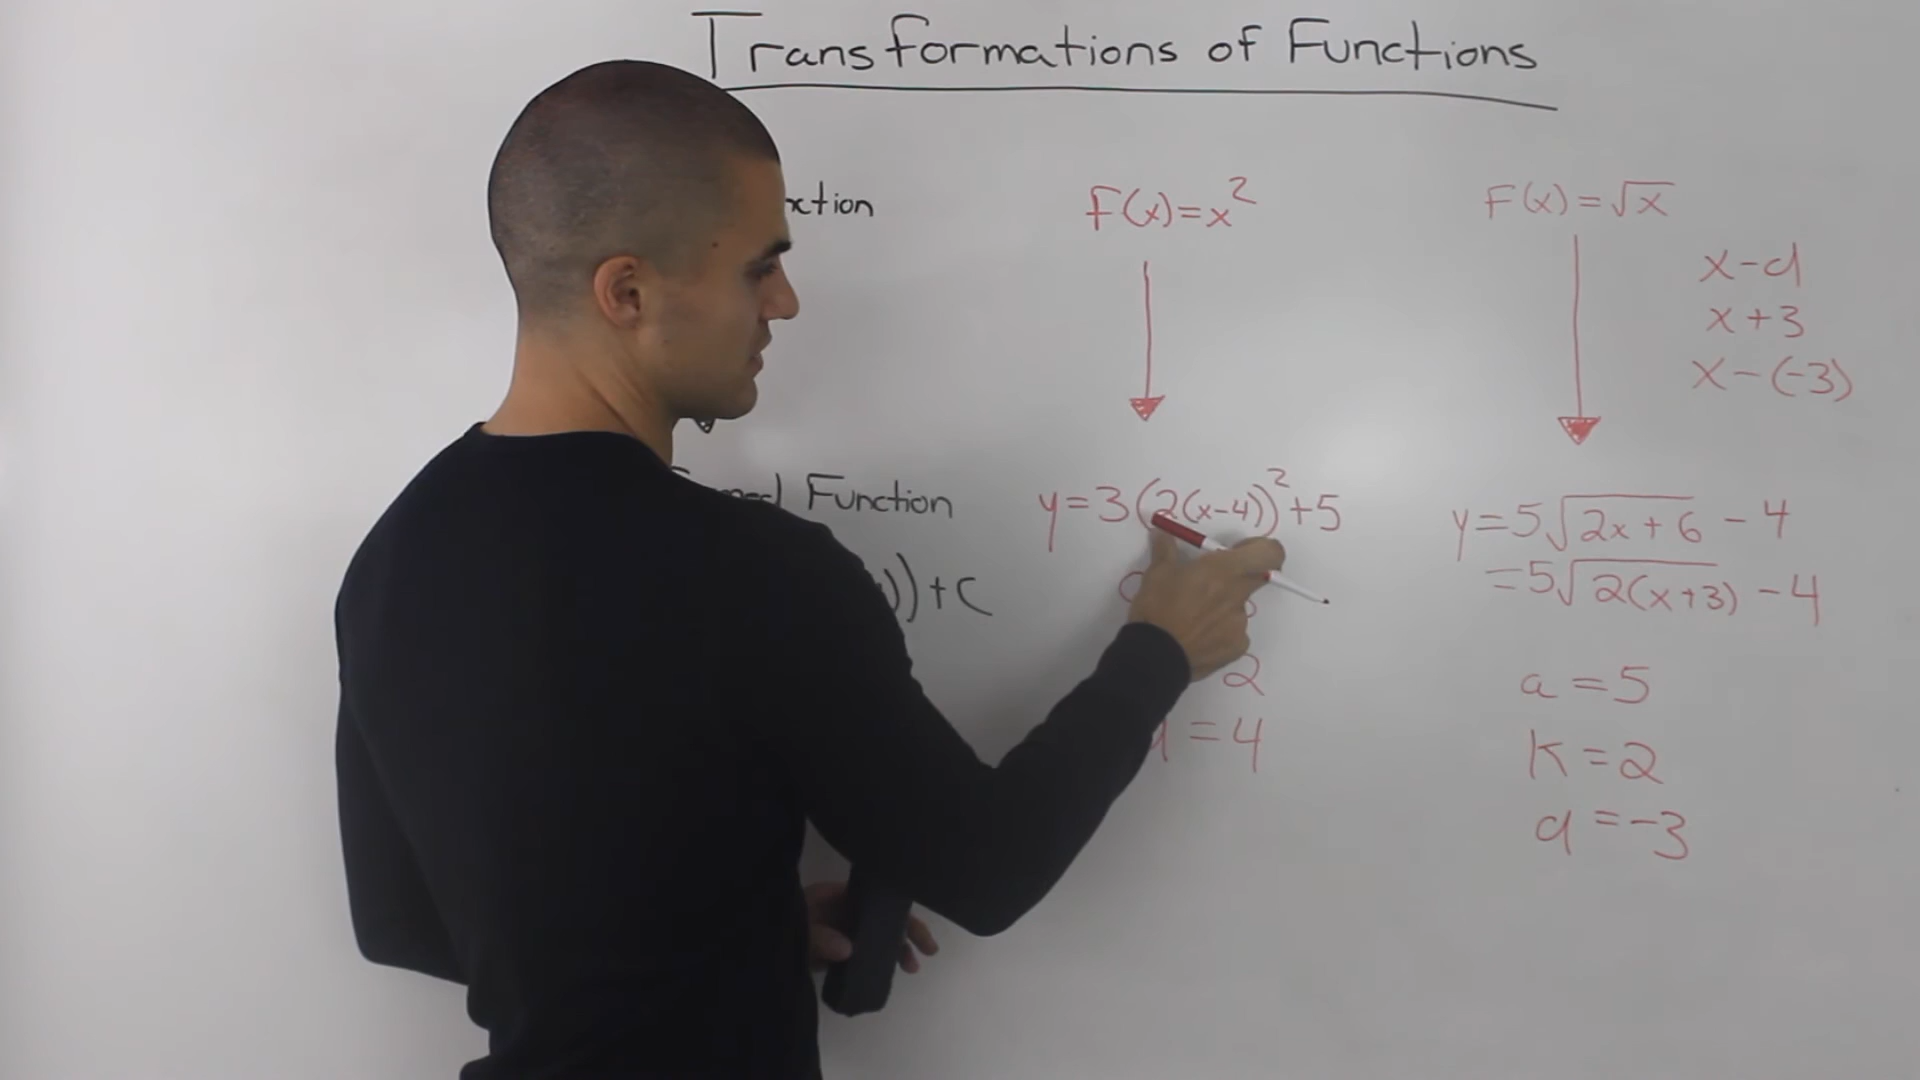 Transformations of Functions
F(x)=x²
F(x)=√x
x-d
x+3
x-(-3)
Function
y=3(2(x-4))²+5
y=5√2x+6 -4
)+C
=5√2(x+3) -4
2
a=5
=4
K=2
d=-3